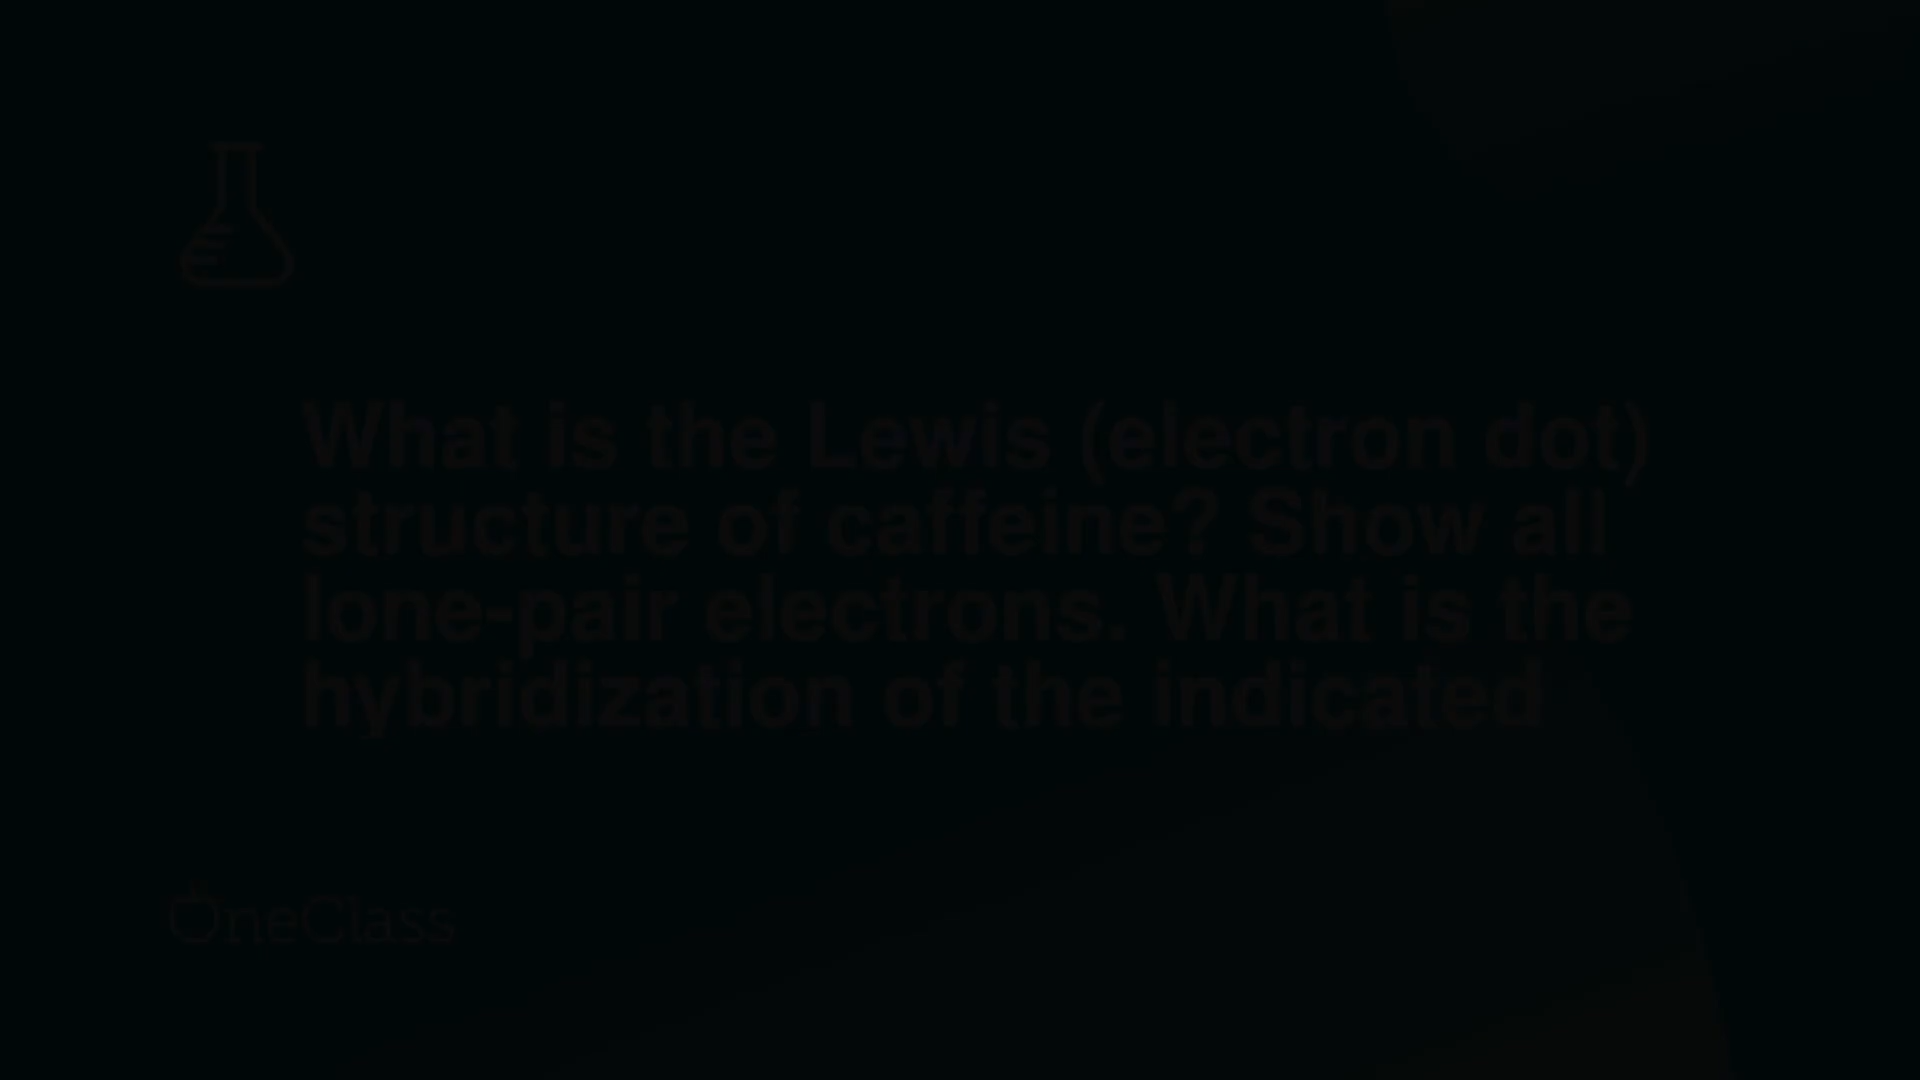 What is the Lewis (electron dot)
structure of caffeine? Show all
lone-pair electrons. What is the
hybridization of the indicated
OneClass